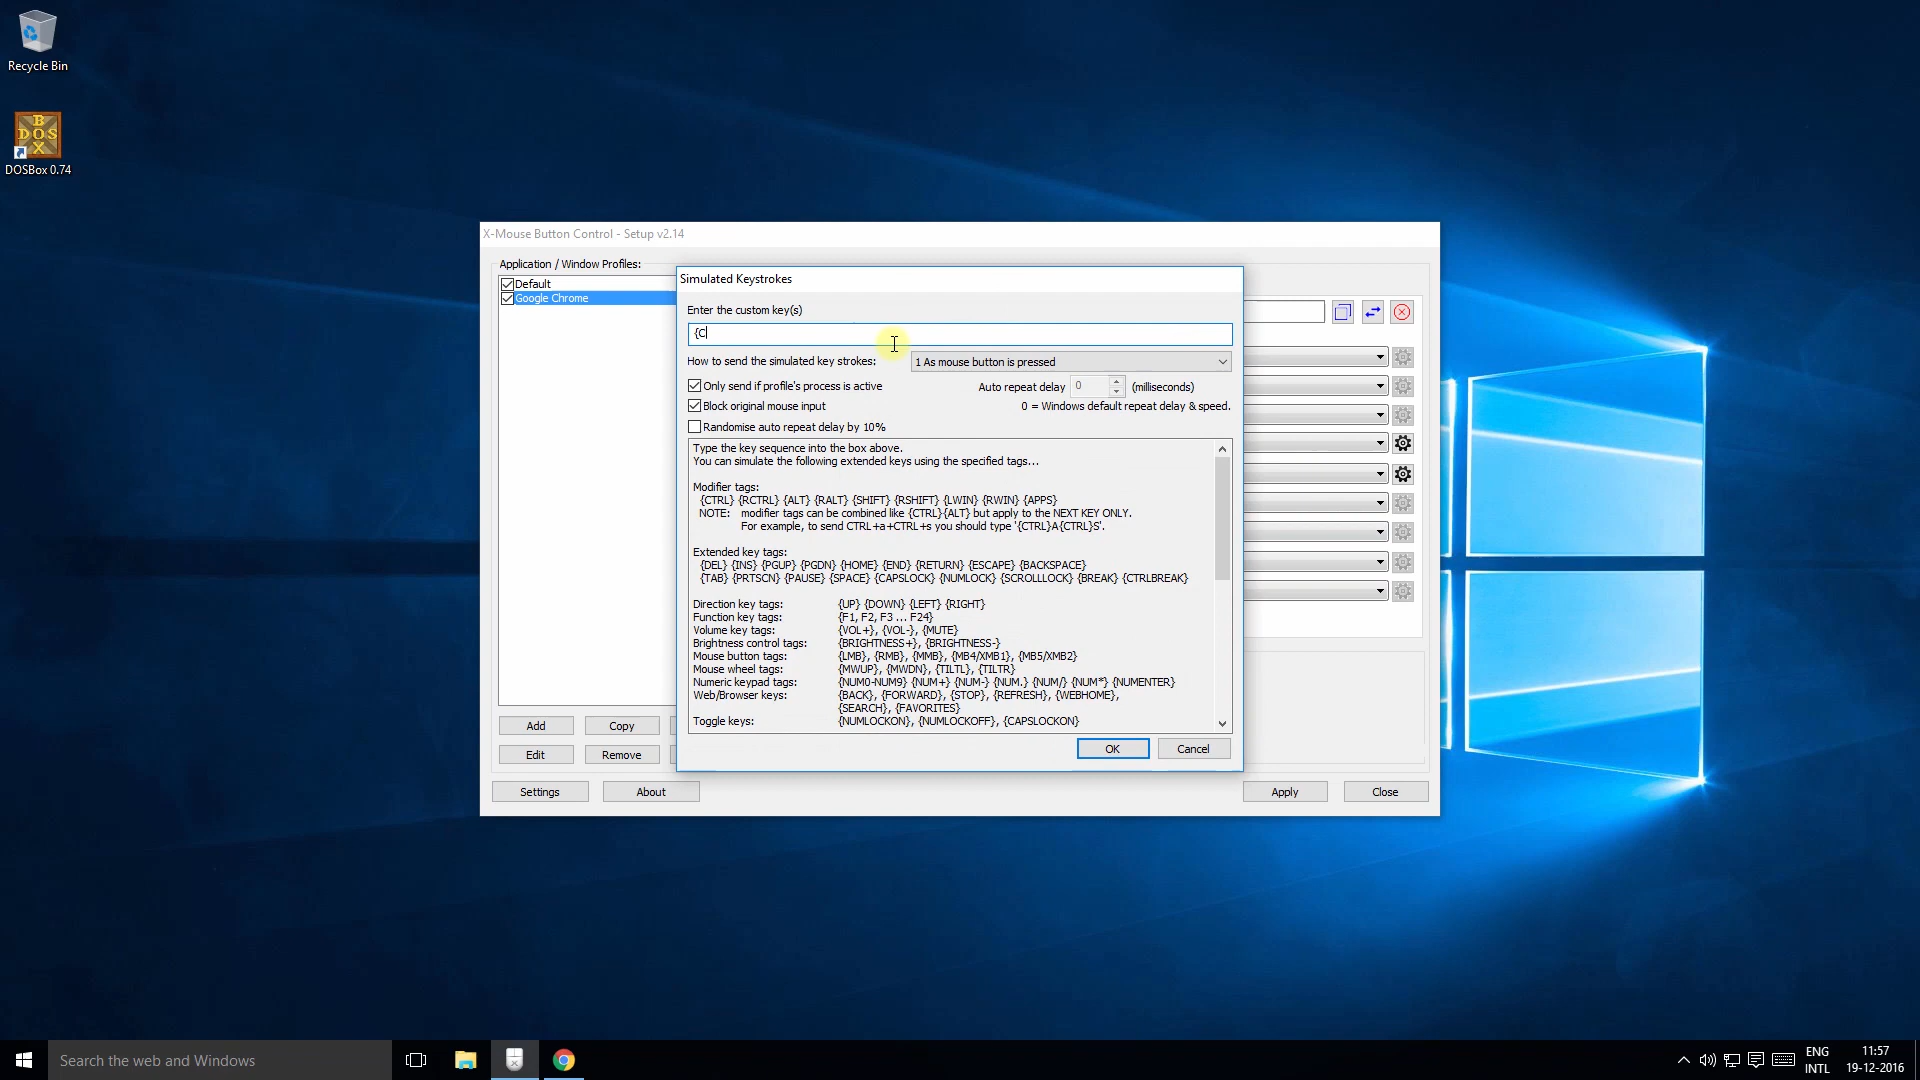 Recycle Bin
DOSBox 0.74
X-Mouse Button Control - Setup v2.14
Application / Window Profiles:
Default
Google Chrome
Simulated Keystrokes
Enter the custom key(s)
{C
How to send the simulated key strokes:
1 As mouse button is pressed
Only send if profile's process is active
Auto repeat delay
0
(milliseconds)
Block original mouse input
0 = Windows default repeat delay & speed.
Randomise auto repeat delay by 10%
Type the key sequence into the box above.
You can simulate the following extended keys using the specified tags...
Modifier tags:
{CTRL} {RCTRL} {ALT} {RALT} {SHIFT} {RSHIFT} {LWIN} {RWIN} {APPS}
NOTE: modifier tags can be combined like {CTRL}{ALT} but apply to the NEXT KEY ONLY.
For example, to send CTRL+a+CTRL+s you should type '{CTRL}A{CTRL}S'.
Extended key tags:
{DEL} {INS} {PGUP} {PGDN} {HOME} {END} {RETURN} {ESCAPE} {BACKSPACE}
{TAB} {PRTSCN} {PAUSE} {SPACE} {CAPSLOCK} {NUMLOCK} {SCROLLLOCK} {BREAK} {CTRLBREAK}
Direction key tags: {UP} {DOWN} {LEFT} {RIGHT}
Function key tags: {F1, F2, F3 ... F24}
Volume key tags: {VOL+}, {VOL-}, {MUTE}
Brightness control tags: {BRIGHTNESS+}, {BRIGHTNESS-}
Mouse button tags: {LMB}, {RMB}, {MMB}, {MB4/XMB1}, {MB5/XMB2}
Mouse wheel tags: {MWUP}, {MWDN}, {TILTL}, {TILTR}
Numeric keypad tags: {NUM0-NUM9} {NUM+} {NUM-} {NUM.} {NUM/} {NUM*} {NUMENTER}
Web/Browser keys: {BACK}, {FORWARD}, {STOP}, {REFRESH}, {WEBHOME},
{SEARCH}, {FAVORITES}
Toggle keys: {NUMLOCKON}, {NUMLOCKOFF}, {CAPSLOCKON}
OK
Cancel
Add
Copy
Edit
Remove
Settings
About
Apply
Close
Search the web and Windows
ENG
INTL
11:57
19-12-2016